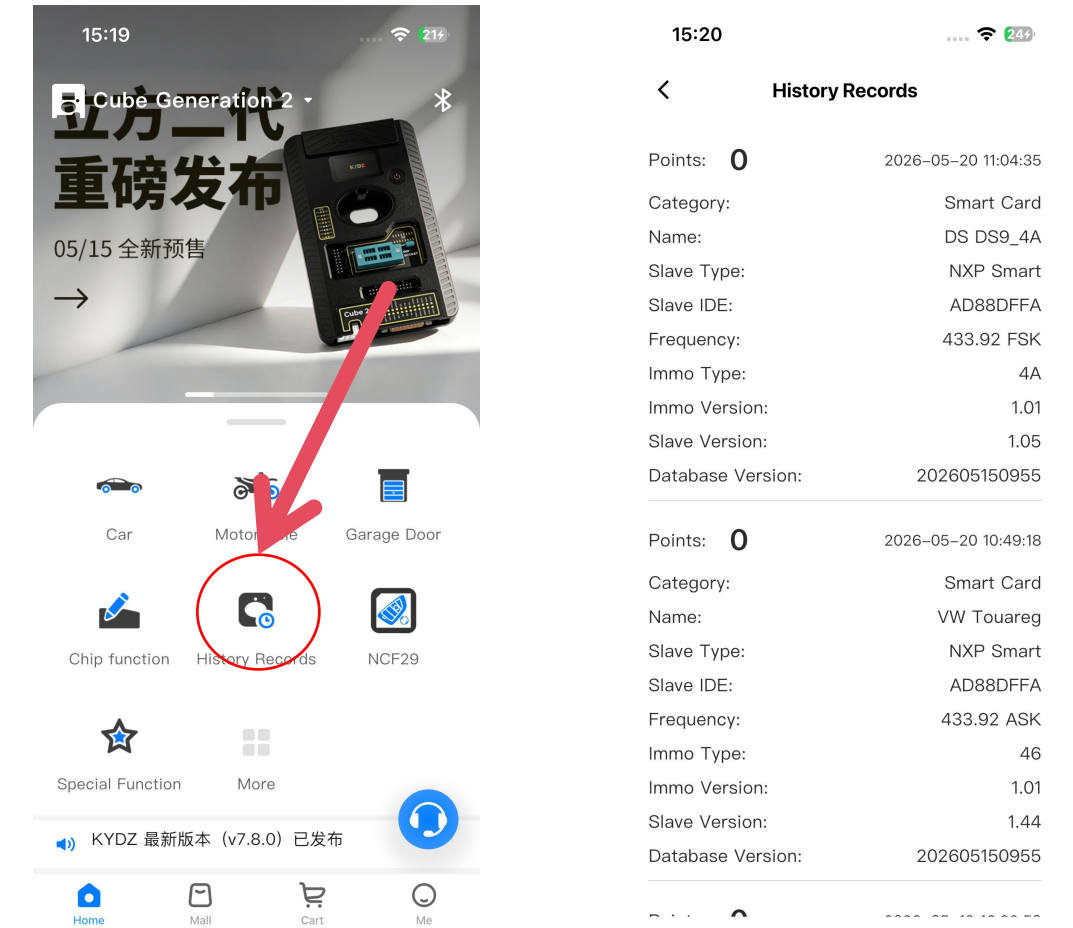 15:19
21
Cube Generation 2
立方二代
重磅发布
05/15 全新预售
KYDZ
Cube 2
Car
Garage Door
Chip function
History Records
NCF29
Special Function
More
KYDZ 最新版本（v7.8.0）已发布
Home
Mall
Cart
Me
15:20
24
History Records
Points: 0 2026-05-20 11:04:35
Category: Smart Card
Name: DS DS9_4A
Slave Type: NXP Smart
Slave IDE: AD88DFFA
Frequency: 433.92 FSK
Immo Type: 4A
Immo Version: 1.01
Slave Version: 1.05
Database Version: 202605150955
Points: 0 2026-05-20 10:49:18
Category: Smart Card
Name: VW Touareg
Slave Type: NXP Smart
Slave IDE: AD88DFFA
Frequency: 433.92 ASK
Immo Type: 46
Immo Version: 1.01
Slave Version: 1.44
Database Version: 202605150955